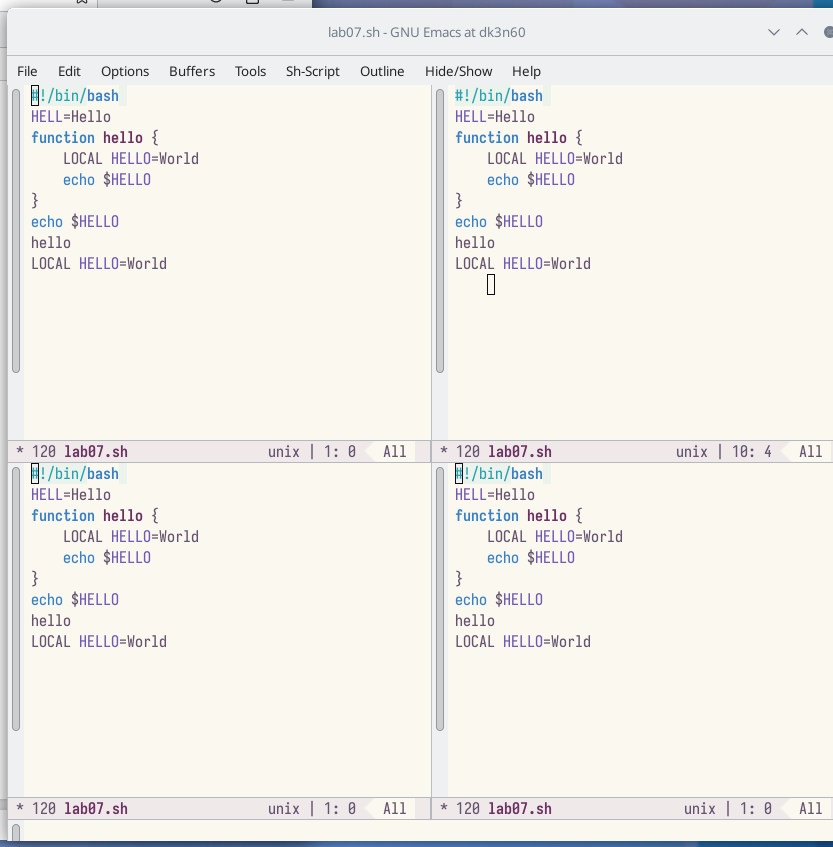 lab07.sh - GNU Emacs at dk3n60
File Edit Options Buffers Tools Sh-Script Outline Hide/Show Help
#!/bin/bash
HELL=Hello
function hello {
    LOCAL HELLO=World
    echo $HELLO
}
echo $HELLO
hello
LOCAL HELLO=World
* 120 lab07.sh unix | 1: 0 All
#!/bin/bash
HELL=Hello
function hello {
    LOCAL HELLO=World
    echo $HELLO
}
echo $HELLO
hello
LOCAL HELLO=World
* 120 lab07.sh unix | 10: 4 All
#!/bin/bash
HELL=Hello
function hello {
    LOCAL HELLO=World
    echo $HELLO
}
echo $HELLO
hello
LOCAL HELLO=World
* 120 lab07.sh unix | 1: 0 All
#!/bin/bash
HELL=Hello
function hello {
    LOCAL HELLO=World
    echo $HELLO
}
echo $HELLO
hello
LOCAL HELLO=World
* 120 lab07.sh unix | 1: 0 All